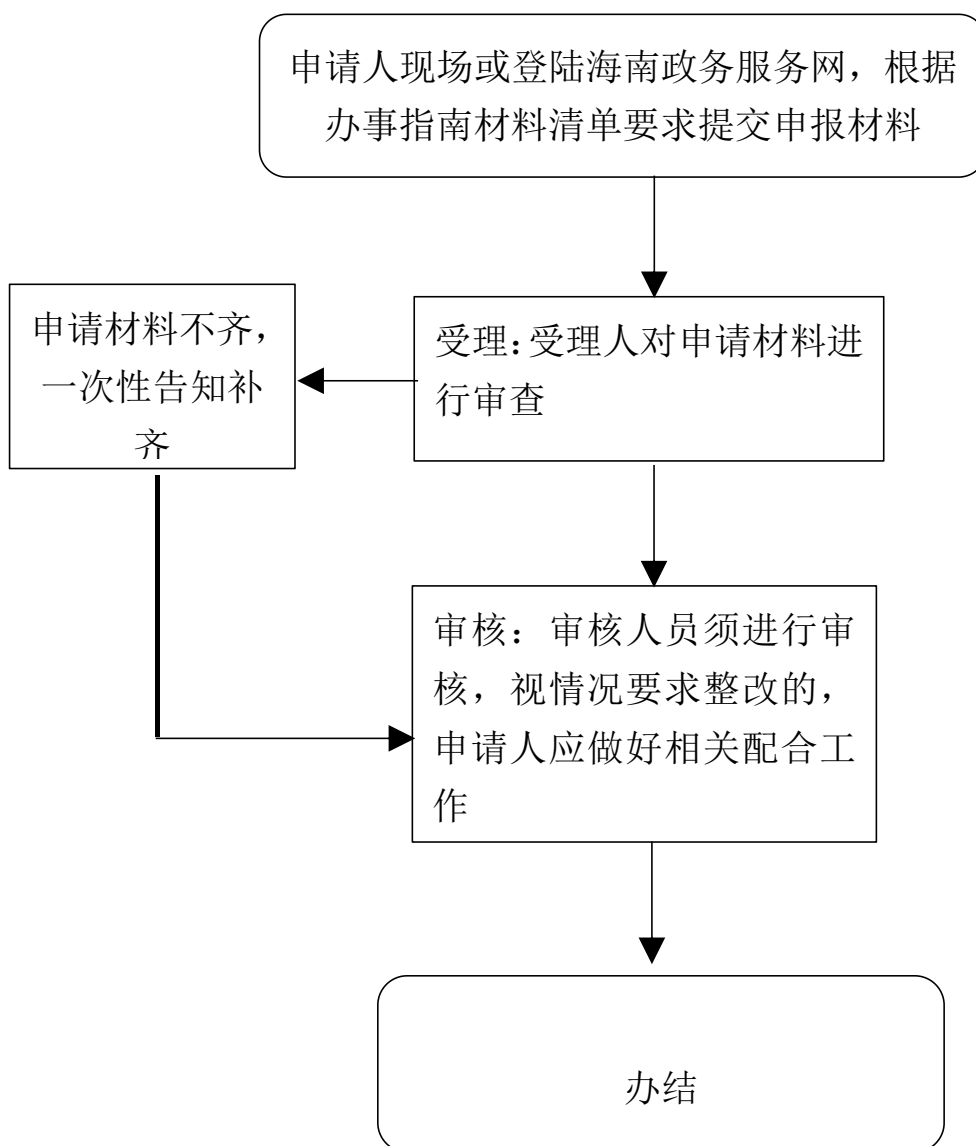 申请人现场或登陆海南政务服务网，根据
办事指南材料清单要求提交申报材料
申请材料不齐，
一次性告知补
齐
受理：受理人对申请材料进
行审查
审核：审核人员须进行审
核，视情况要求整改的，
申请人应做好相关配合工
作
办结